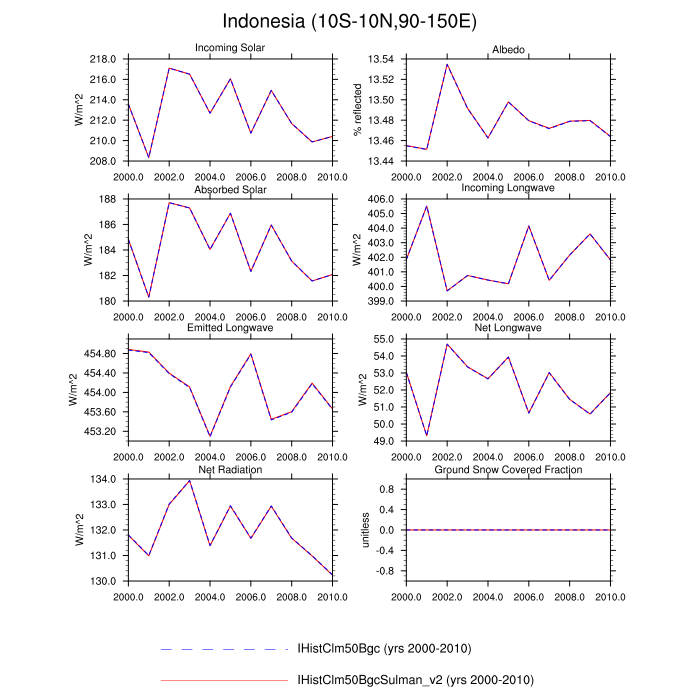 Indonesia (10S-10N,90-150E)
Incoming Solar
W/m^2
218.0
216.0
214.0
212.0
210.0
208.0
2000.0 2002.0 2004.0 2006.0 2008.0 2010.0
Albedo
% reflected
13.54
13.52
13.50
13.48
13.46
13.44
2000.0 2002.0 2004.0 2006.0 2008.0 2010.0
Absorbed Solar
W/m^2
188
186
184
182
180
2000.0 2002.0 2004.0 2006.0 2008.0 2010.0
Incoming Longwave
W/m^2
406.0
405.0
404.0
403.0
402.0
401.0
400.0
399.0
2000.0 2002.0 2004.0 2006.0 2008.0 2010.0
Emitted Longwave
W/m^2
454.80
454.40
454.00
453.60
453.20
2000.0 2002.0 2004.0 2006.0 2008.0 2010.0
Net Longwave
W/m^2
55.0
54.0
53.0
52.0
51.0
50.0
49.0
2000.0 2002.0 2004.0 2006.0 2008.0 2010.0
Net Radiation
W/m^2
134.0
133.0
132.0
131.0
130.0
2000.0 2002.0 2004.0 2006.0 2008.0 2010.0
Ground Snow Covered Fraction
unitless
0.8
0.4
0.0
-0.4
-0.8
2000.0 2002.0 2004.0 2006.0 2008.0 2010.0
IHistClm50Bgc (yrs 2000-2010)
IHistClm50BgcSulman_v2 (yrs 2000-2010)